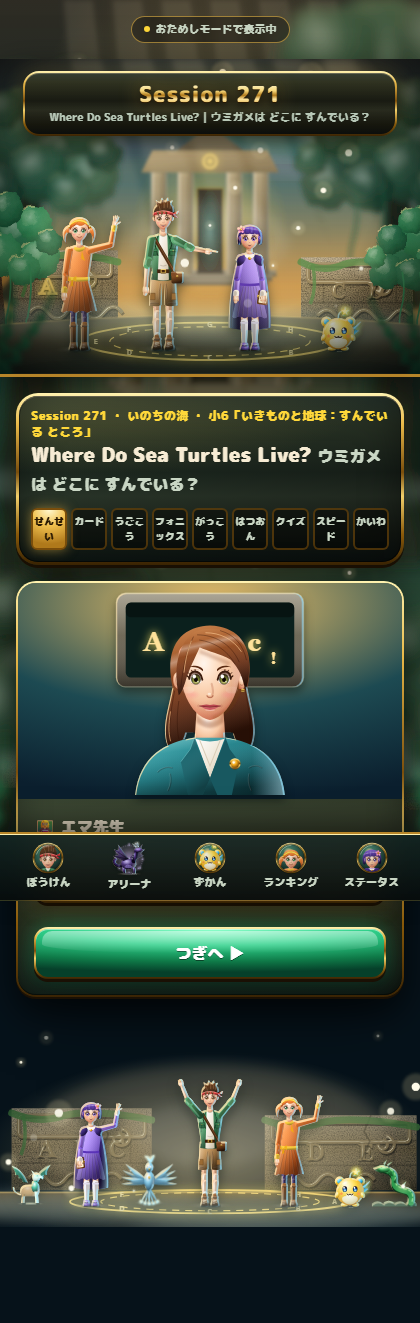 おためしモードで表示中
Session 271
Where Do Sea Turtles Live? | ウミガメは どこに すんでいる？
A
Session 271 ・ いのちの海 ・ 小6「いきものと地球：すんでい
る ところ」
Where Do Sea Turtles Live? ウミガメ
は どこに すんでいる？
せんせ
い
カード
うごこ
う
フォニ
ックス
がっこ
う
はつお
ん
クイズ
スピー
ド
かいわ
A c !
エマ先生
ぼうけん
アリーナ
ずかん
ランキング
ステータス
つぎへ ▶
A C D E